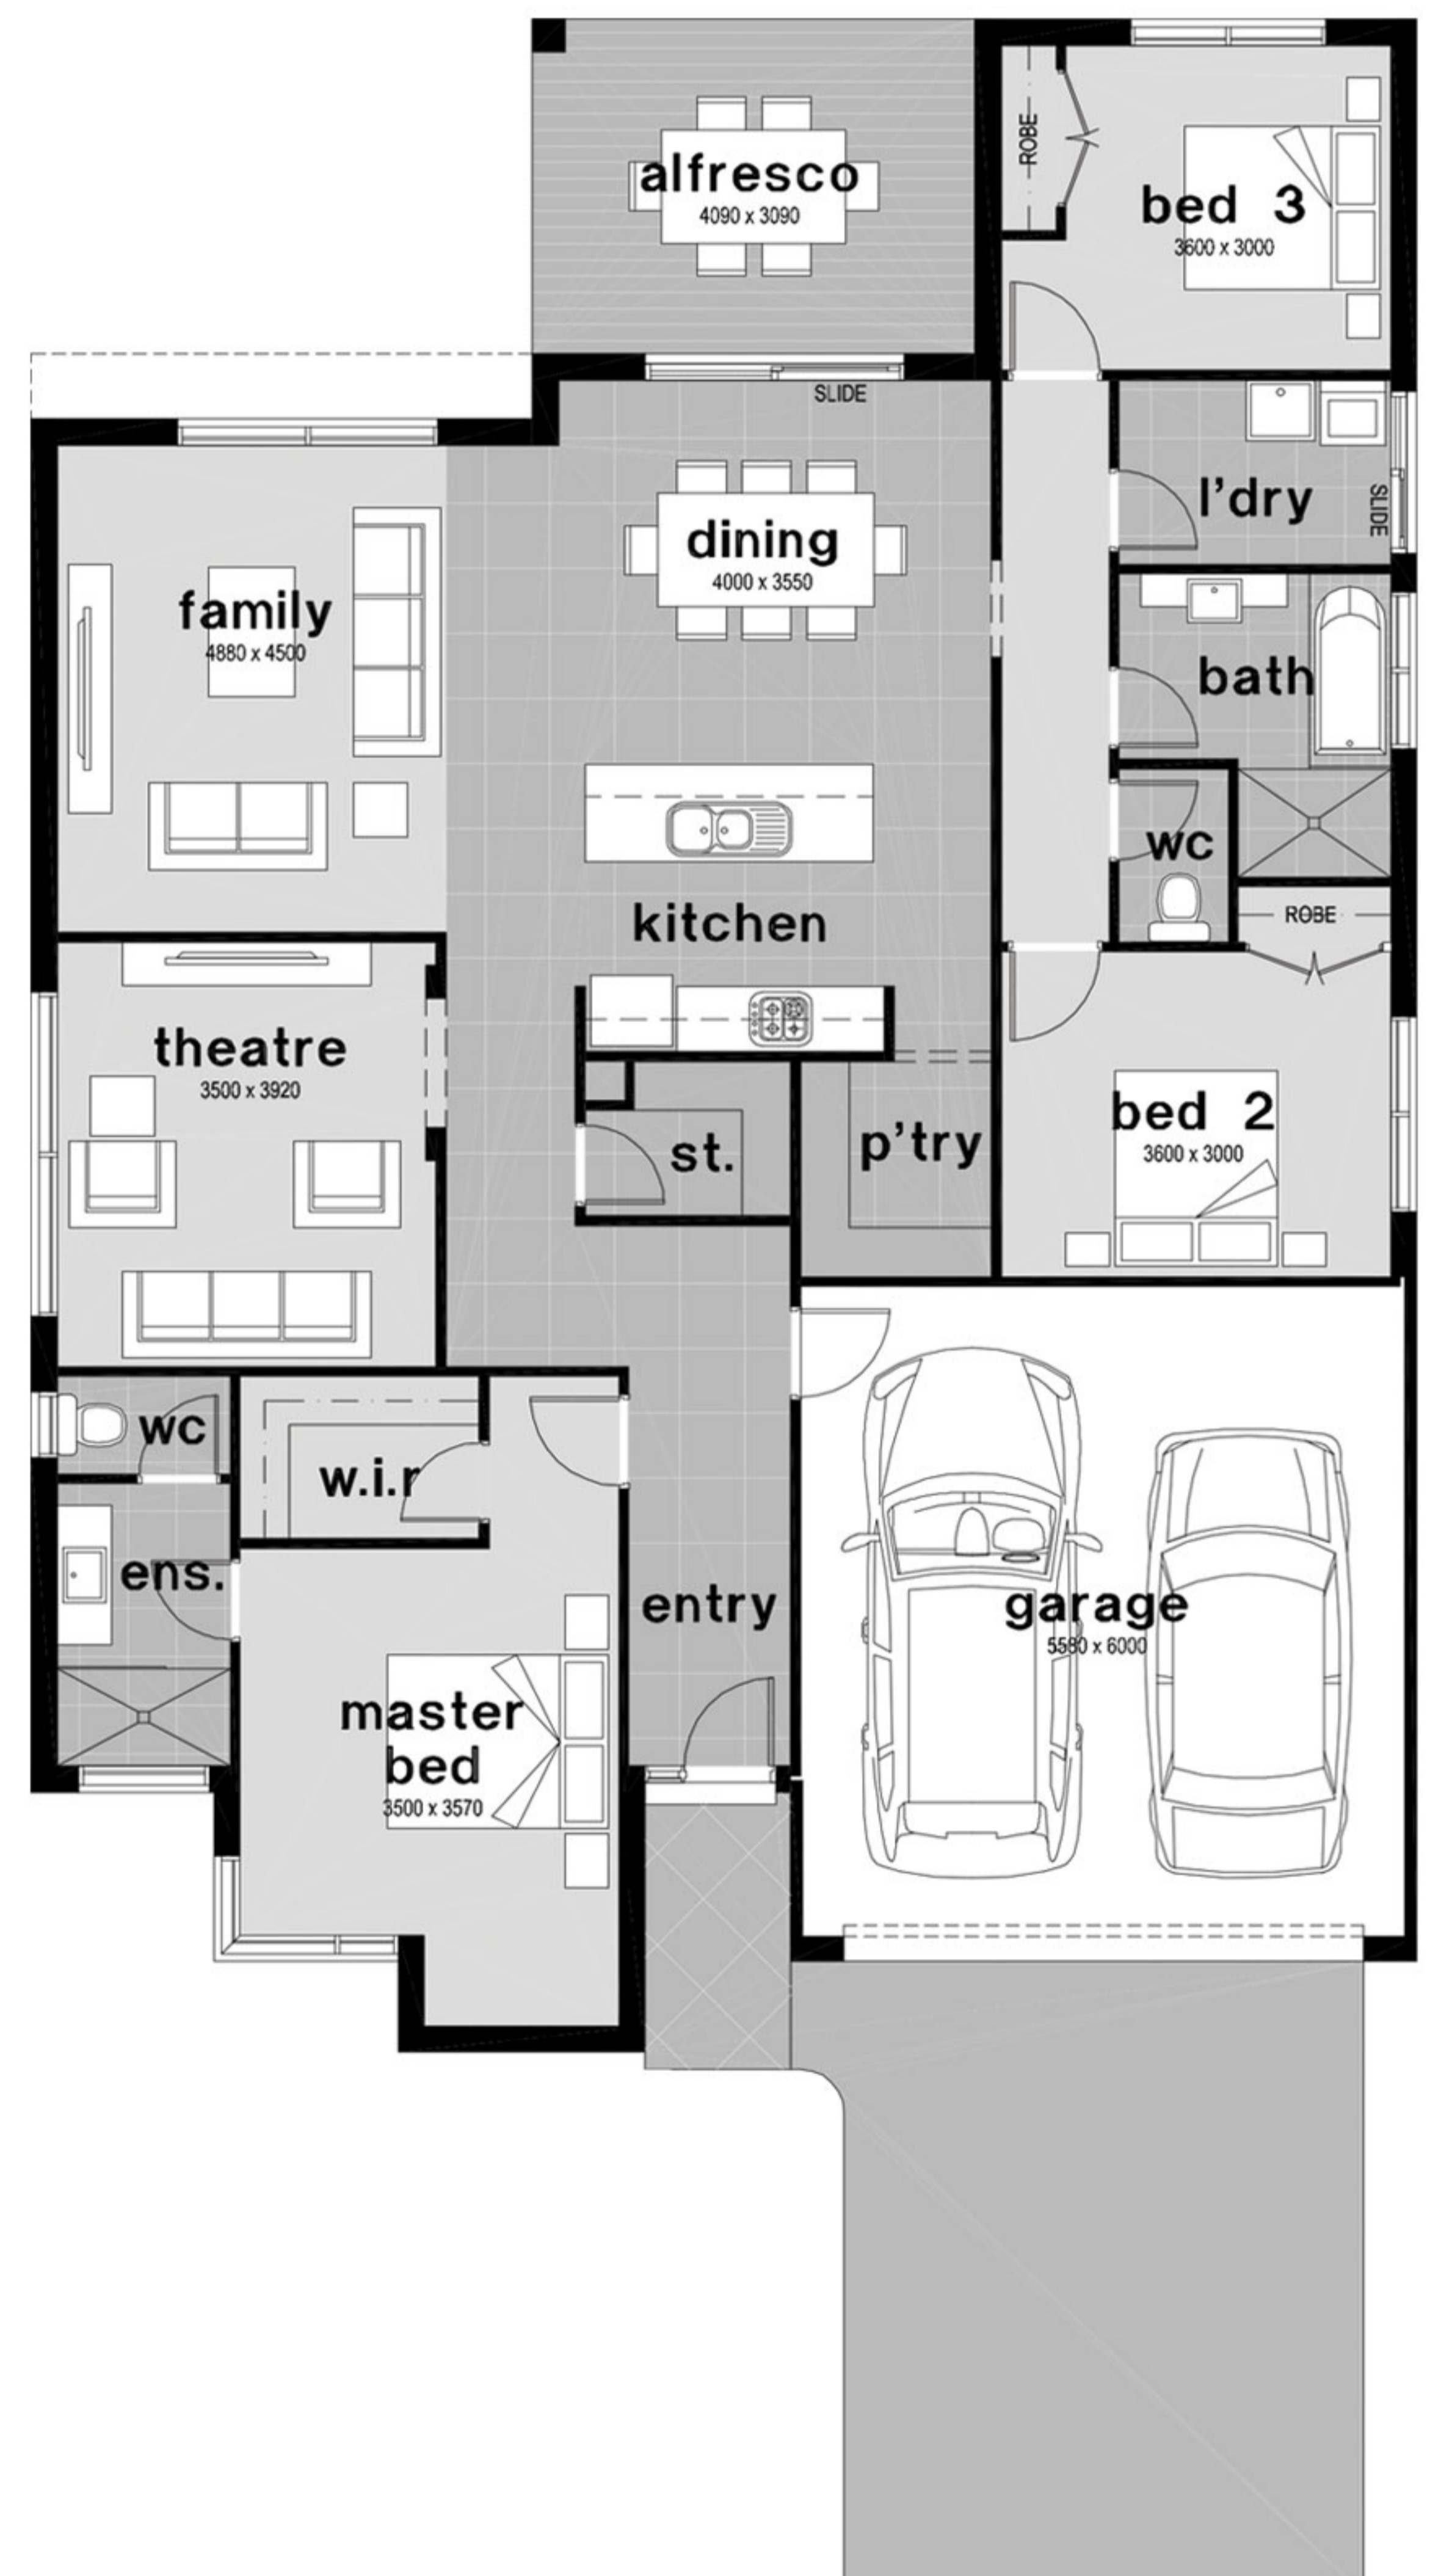 alfresco
4090 x 3090
ROBE
bed 3
3600 x 3000
SLIDE
dining
4000 x 3550
l'dry
SLIDE
family
4880 x 4500
bath
kitchen
wc
ROBE
theatre
3500 x 3920
st.
p'try
bed 2
3600 x 3000
wc
w.i.r
ens.
entry
garage
5580 x 6000
master
bed
3500 x 3570